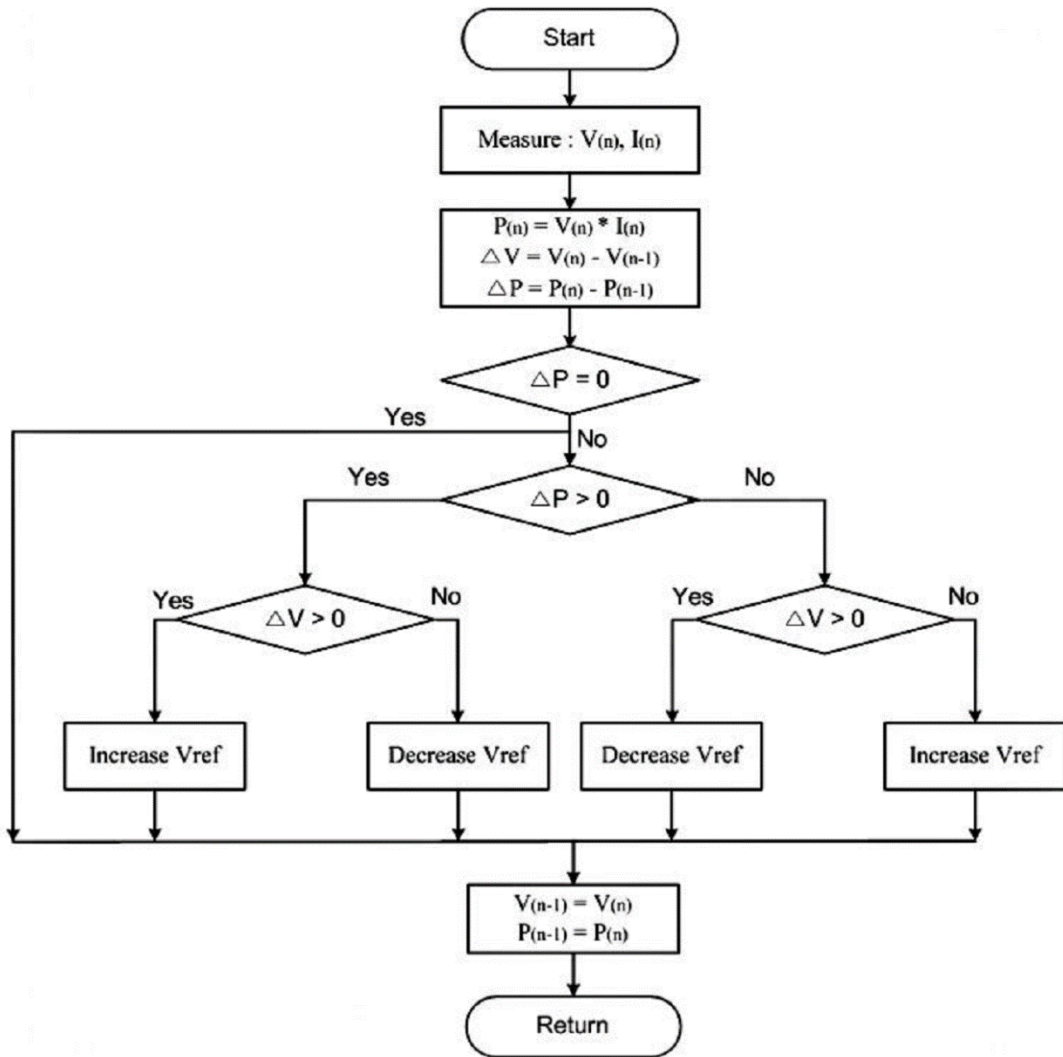 Start
Measure : V(n), I(n)
P(n) = V(n) * I(n)
△V = V(n) - V(n-1)
△P = P(n) - P(n-1)
△P = 0
Yes
No
Yes
No
△P > 0
Yes
No
Yes
No
△V > 0
△V > 0
Increase Vref
Decrease Vref
Decrease Vref
Increase Vref
V(n-1) = V(n)
P(n-1) = P(n)
Return